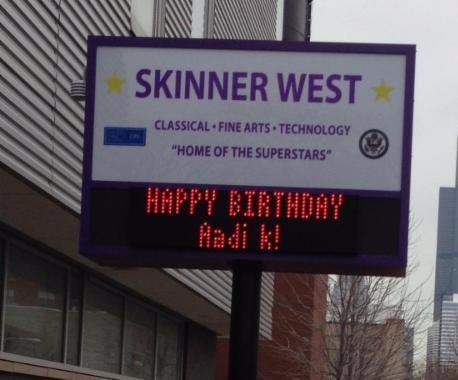 SKINNER WEST
CLASSICAL • FINE ARTS • TECHNOLOGY
"HOME OF THE SUPERSTARS"
HAPPY BIRTHDAY
Aadi k!